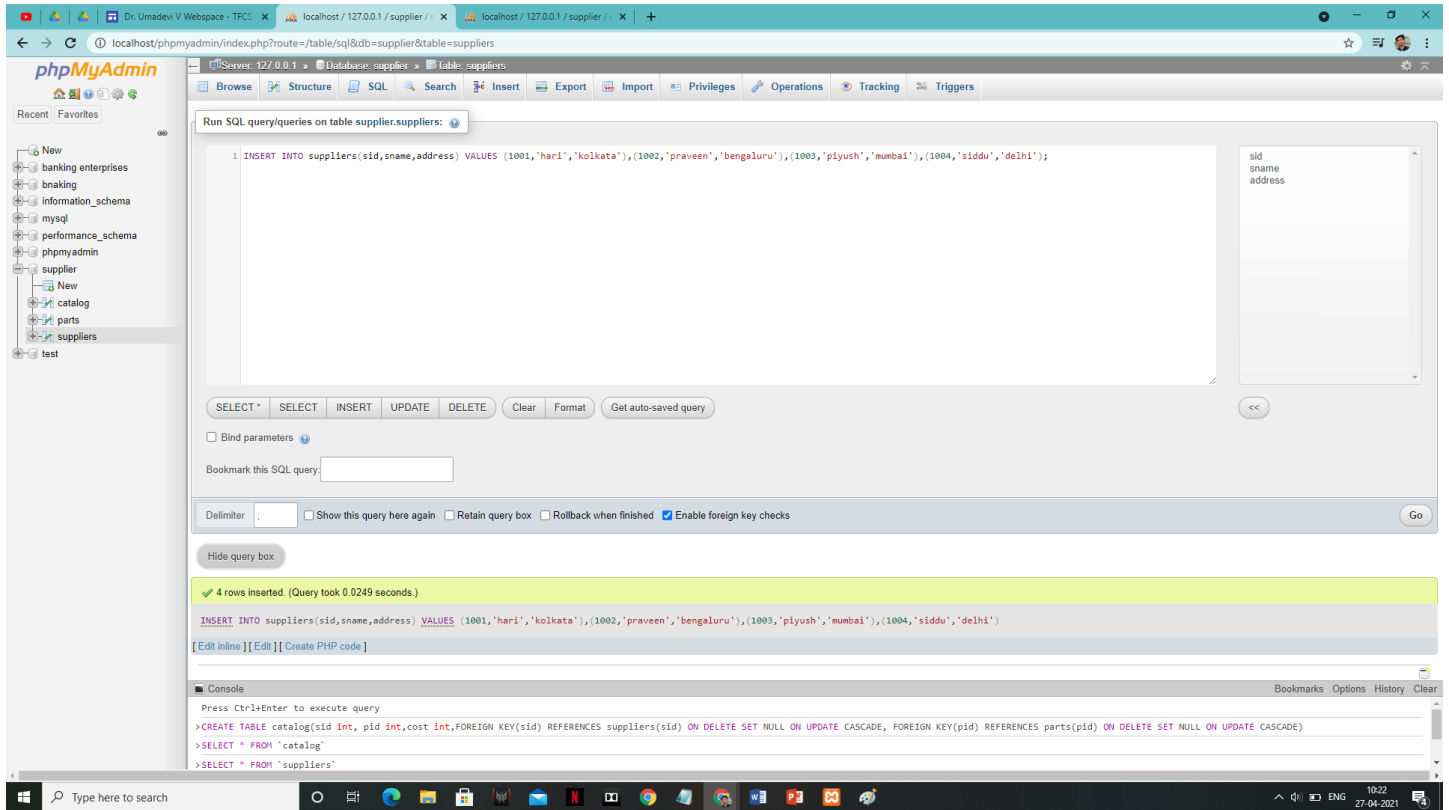 Dr. Umadevi V Webspace - TFCS-
localhost / 127.0.0.1 / supplier / s
localhost / 127.0.0.1 / supplier / c
localhost/phpmyadmin/index.php?route=/table/sql&db=supplier&table=suppliers
phpMyAdmin
Recent Favorites
New
banking enterprises
bnaking
information_schema
mysql
performance_schema
phpmyadmin
supplier
New
catalog
parts
suppliers
test
Server: 127.0.0.1 » Database: supplier » Table: suppliers
Browse Structure SQL Search Insert Export Import Privileges Operations Tracking Triggers
Run SQL query/queries on table supplier.suppliers:
1 INSERT INTO suppliers(sid,sname,address) VALUES (1001,'hari','kolkata'),(1002,'praveen','bengaluru'),(1003,'piyush','mumbai'),(1004,'siddu','delhi');
sid
sname
address
SELECT * SELECT INSERT UPDATE DELETE Clear Format Get auto-saved query <<
Bind parameters
Bookmark this SQL query:
Delimiter ; Show this query here again Retain query box Rollback when finished Enable foreign key checks Go
Hide query box
4 rows inserted. (Query took 0.0249 seconds.)
INSERT INTO suppliers(sid,sname,address) VALUES (1001,'hari','kolkata'),(1002,'praveen','bengaluru'),(1003,'piyush','mumbai'),(1004,'siddu','delhi')
[ Edit inline ] [ Edit ] [ Create PHP code ]
Console Bookmarks Options History Clear
Press Ctrl+Enter to execute query
>CREATE TABLE catalog(sid int, pid int,cost int,FOREIGN KEY(sid) REFERENCES suppliers(sid) ON DELETE SET NULL ON UPDATE CASCADE, FOREIGN KEY(pid) REFERENCES parts(pid) ON DELETE SET NULL ON UPDATE CASCADE)
>SELECT * FROM `catalog`
>SELECT * FROM `suppliers`
Type here to search
ENG
10:22
27-04-2021
4